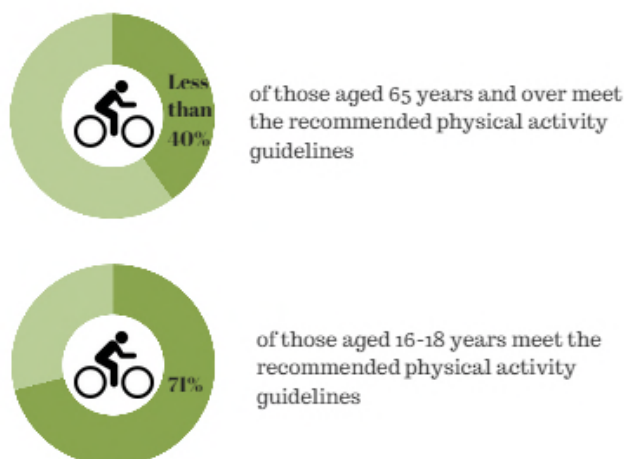 Less
than
40%
of those aged 65 years and over meet
the recommended physical activity
guidelines
71%
of those aged 16-18 years meet the
recommended physical activity
guidelines